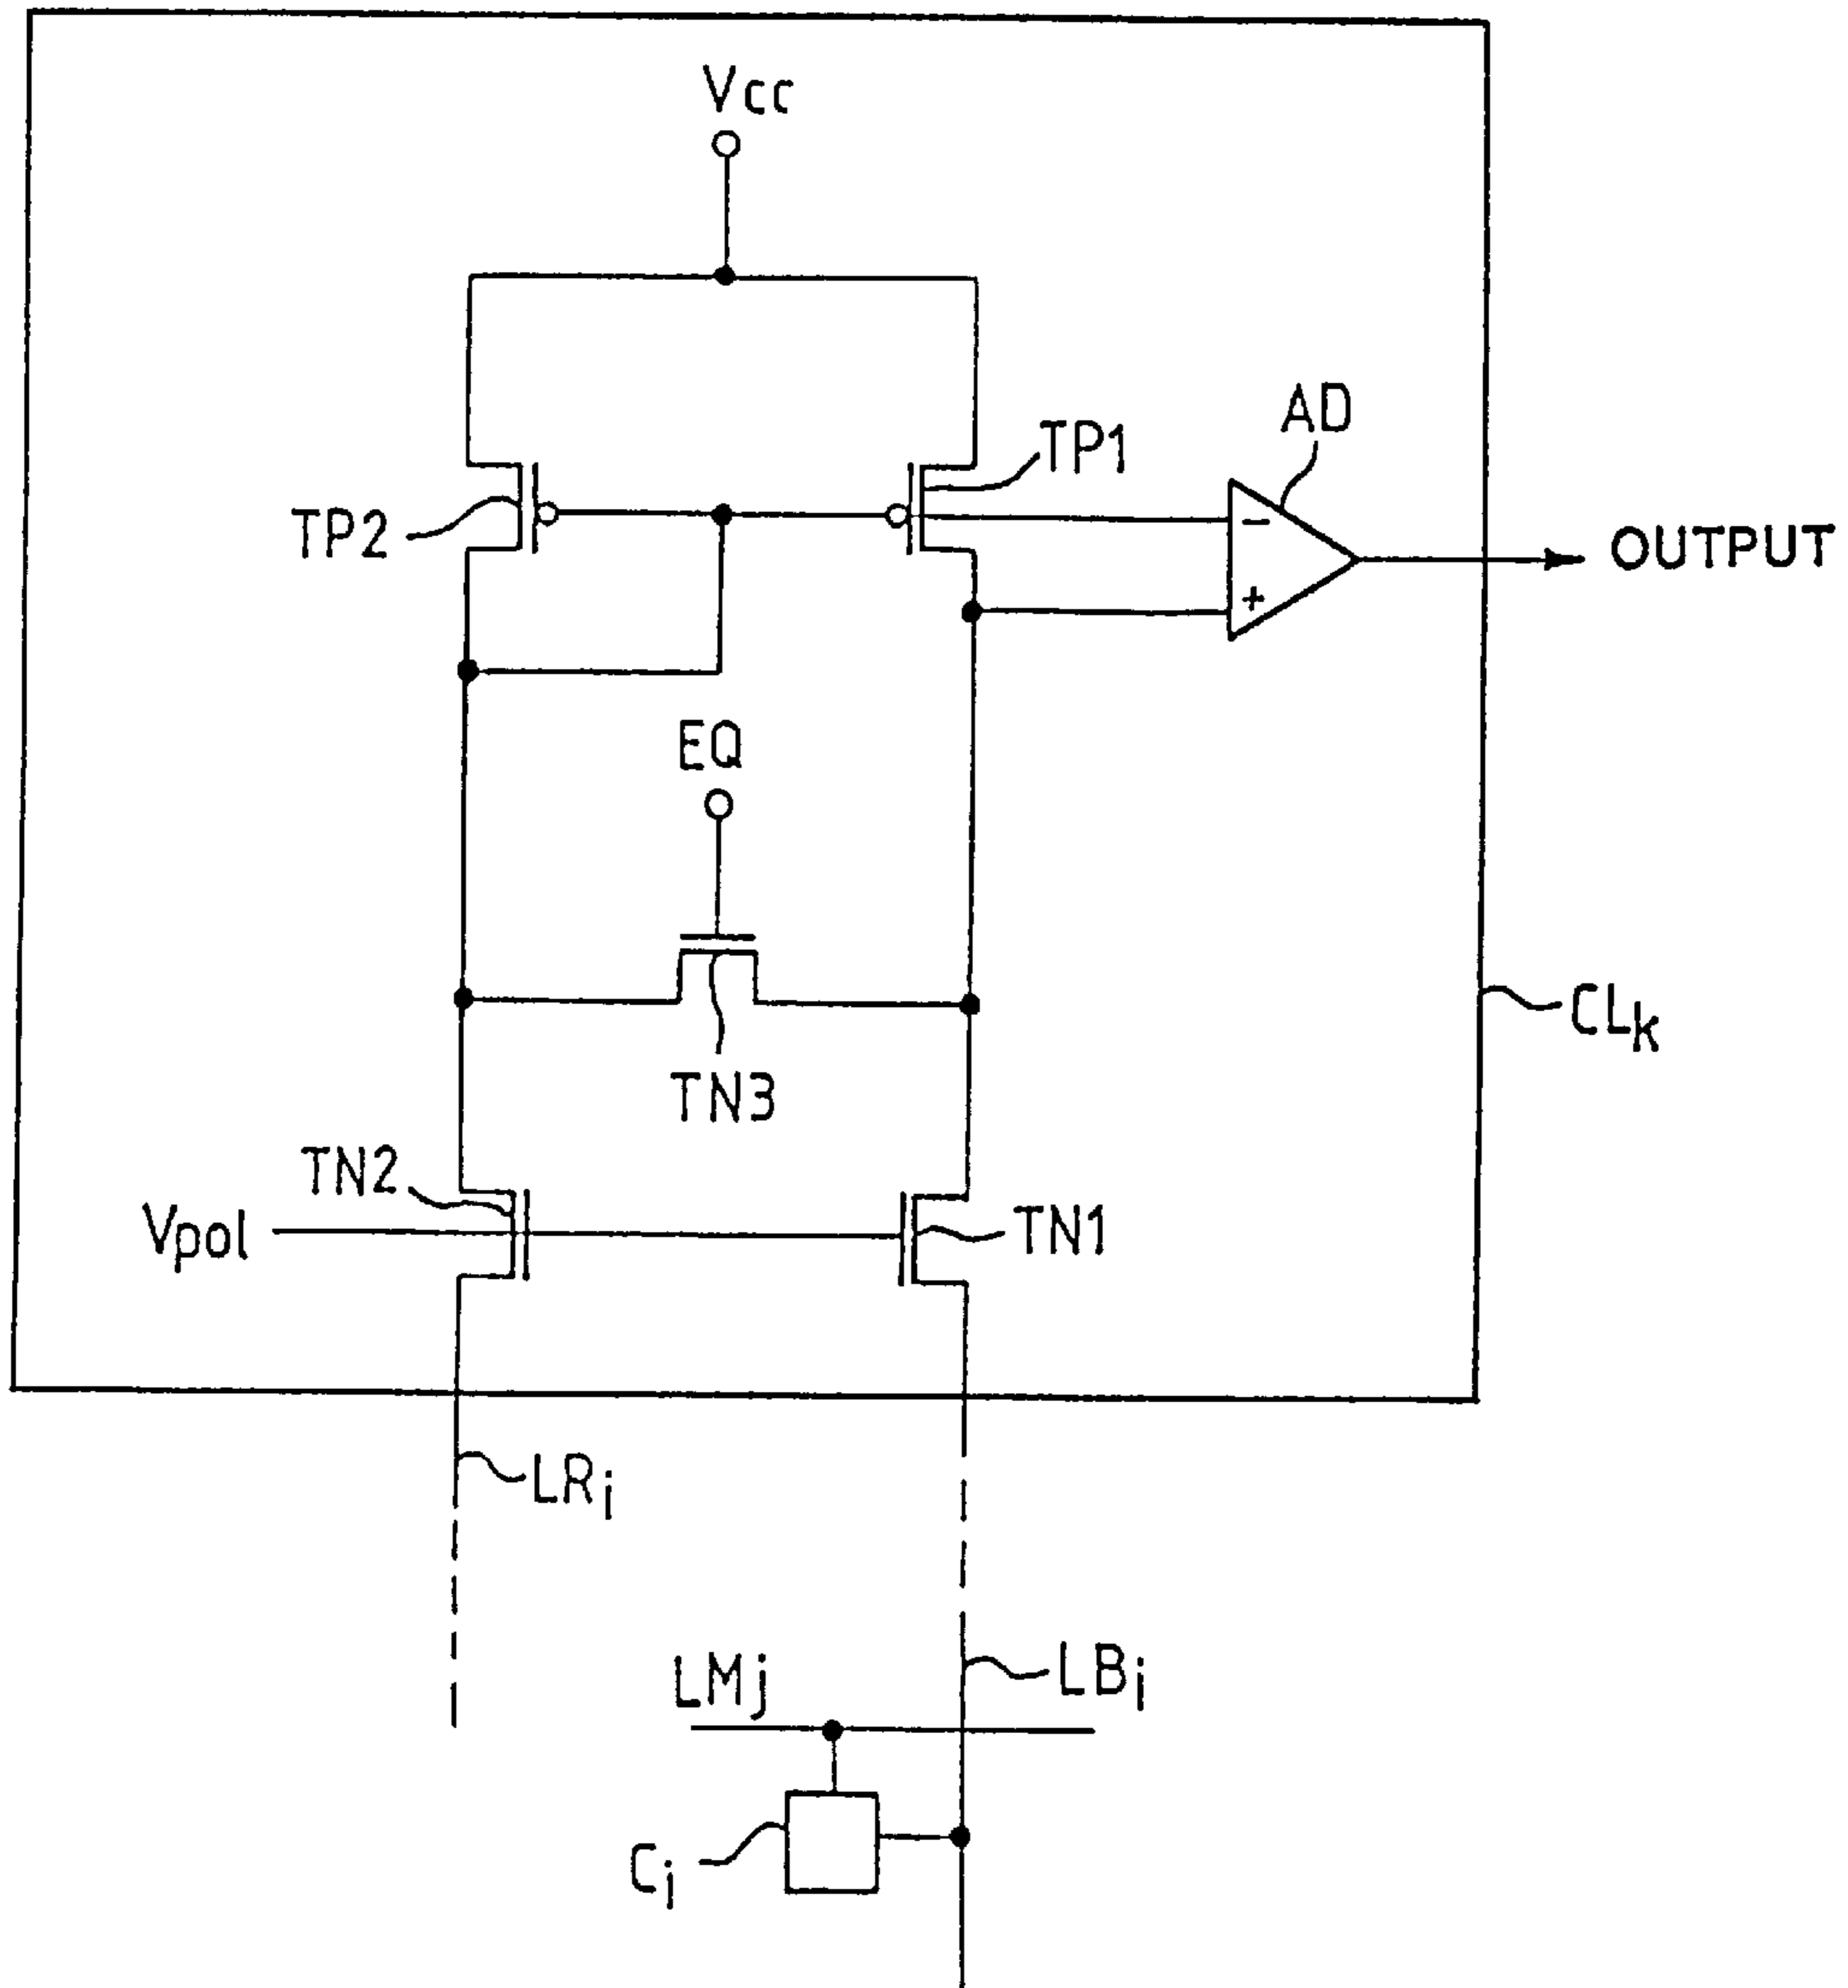 Vcc
AD
TP1
TP2
-
+
OUTPUT
EQ
CLk
TN3
TN2
Vpol
TN1
LRi
LMj
LBi
Ci